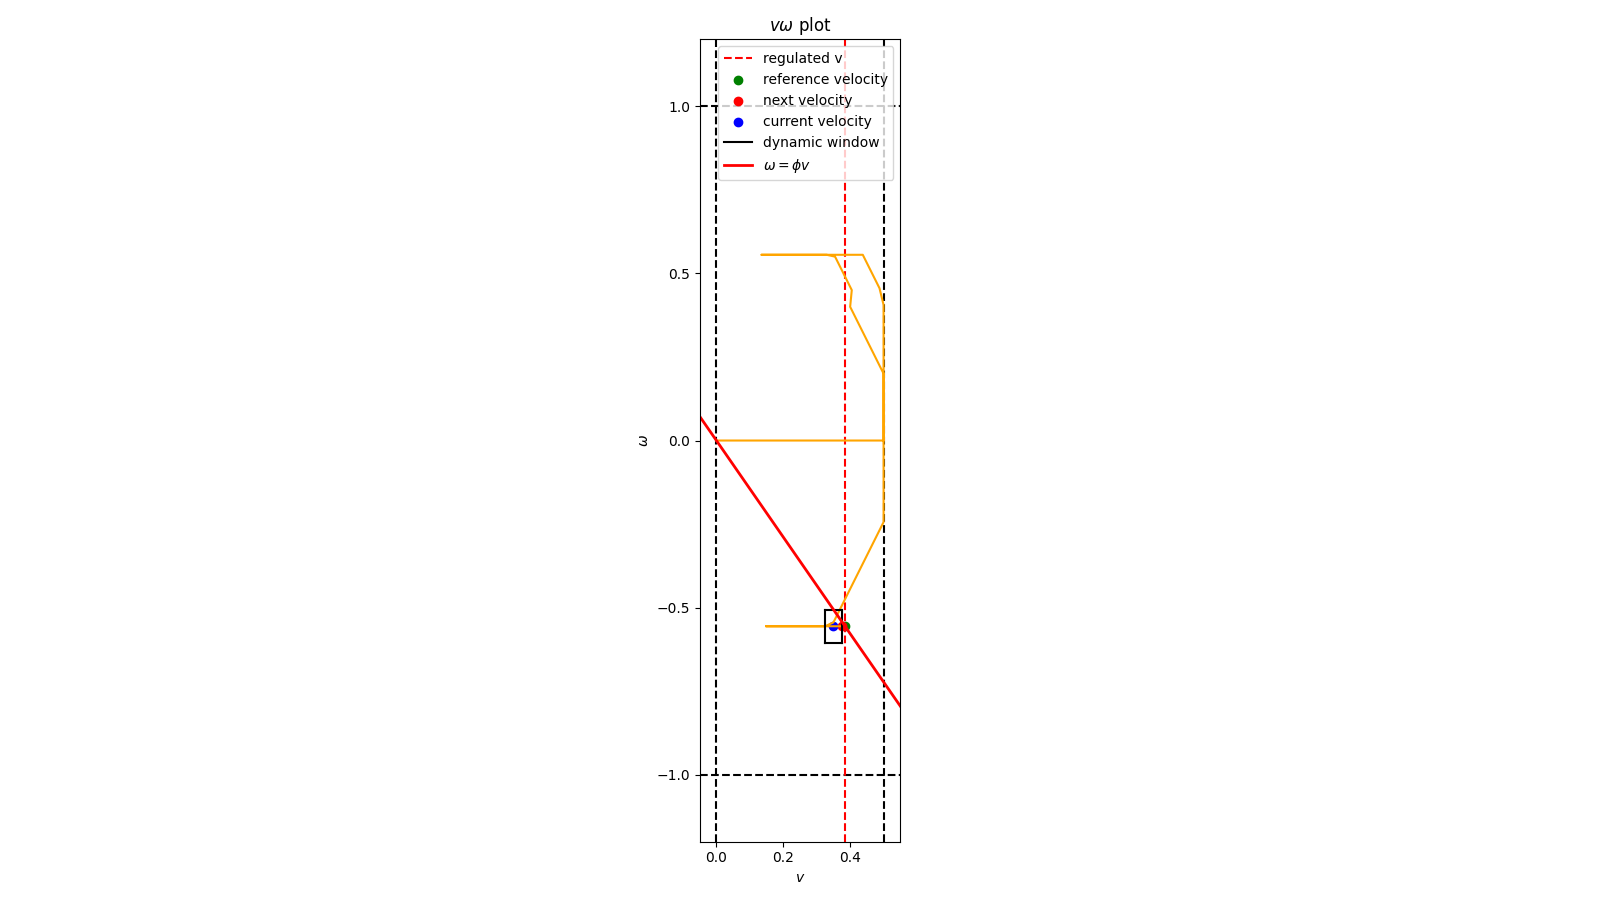 vω plot
regulated v
reference velocity
next velocity
current velocity
dynamic window
ω = ϕv
1.0
0.5
0.0
−0.5
−1.0
ω
0.0 0.2 0.4
v